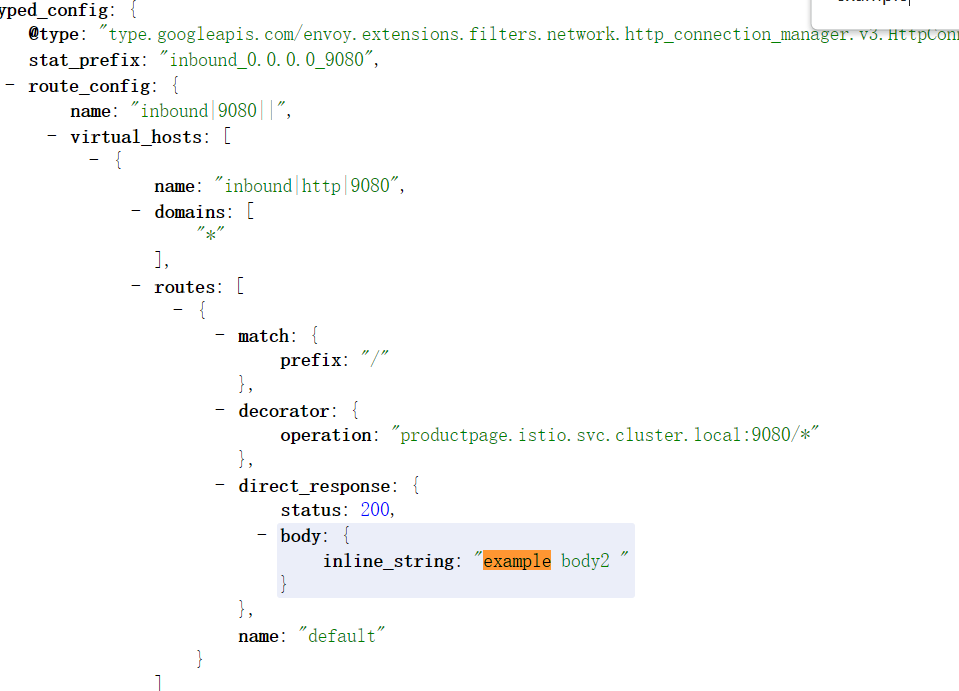 yped_config: {
@type: "type.googleapis.com/envoy.extensions.filters.network.http_connection_manager.v3.HttpConn
stat_prefix: "inbound_0.0.0.0_9080",
- route_config: {
name: "inbound|9080||",
- virtual_hosts: [
- {
name: "inbound|http|9080",
- domains: [
"*"
],
- routes: [
- {
- match: {
prefix: "/"
},
- decorator: {
operation: "productpage.istio.svc.cluster.local:9080/*"
},
- direct_response: {
status: 200,
- body: {
inline_string: "example body2 "
}
},
name: "default"
}
]